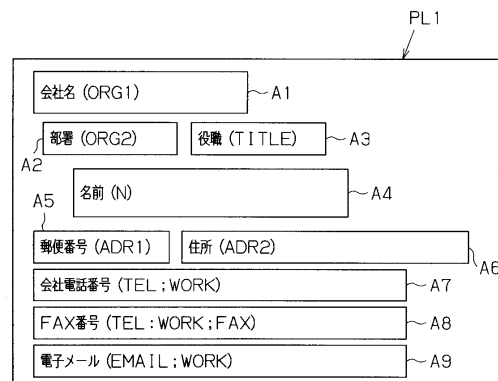 PL1
会社名(ORG1) A1
部署(ORG2) 役職(TITLE) A3
A2
名前(N) A4
A5
郵便番号(ADR1) 住所(ADR2) A6
会社電話番号(TEL;WORK) A7
FAX番号(TEL:WORK;FAX) A8
電子メール(EMAIL;WORK) A9